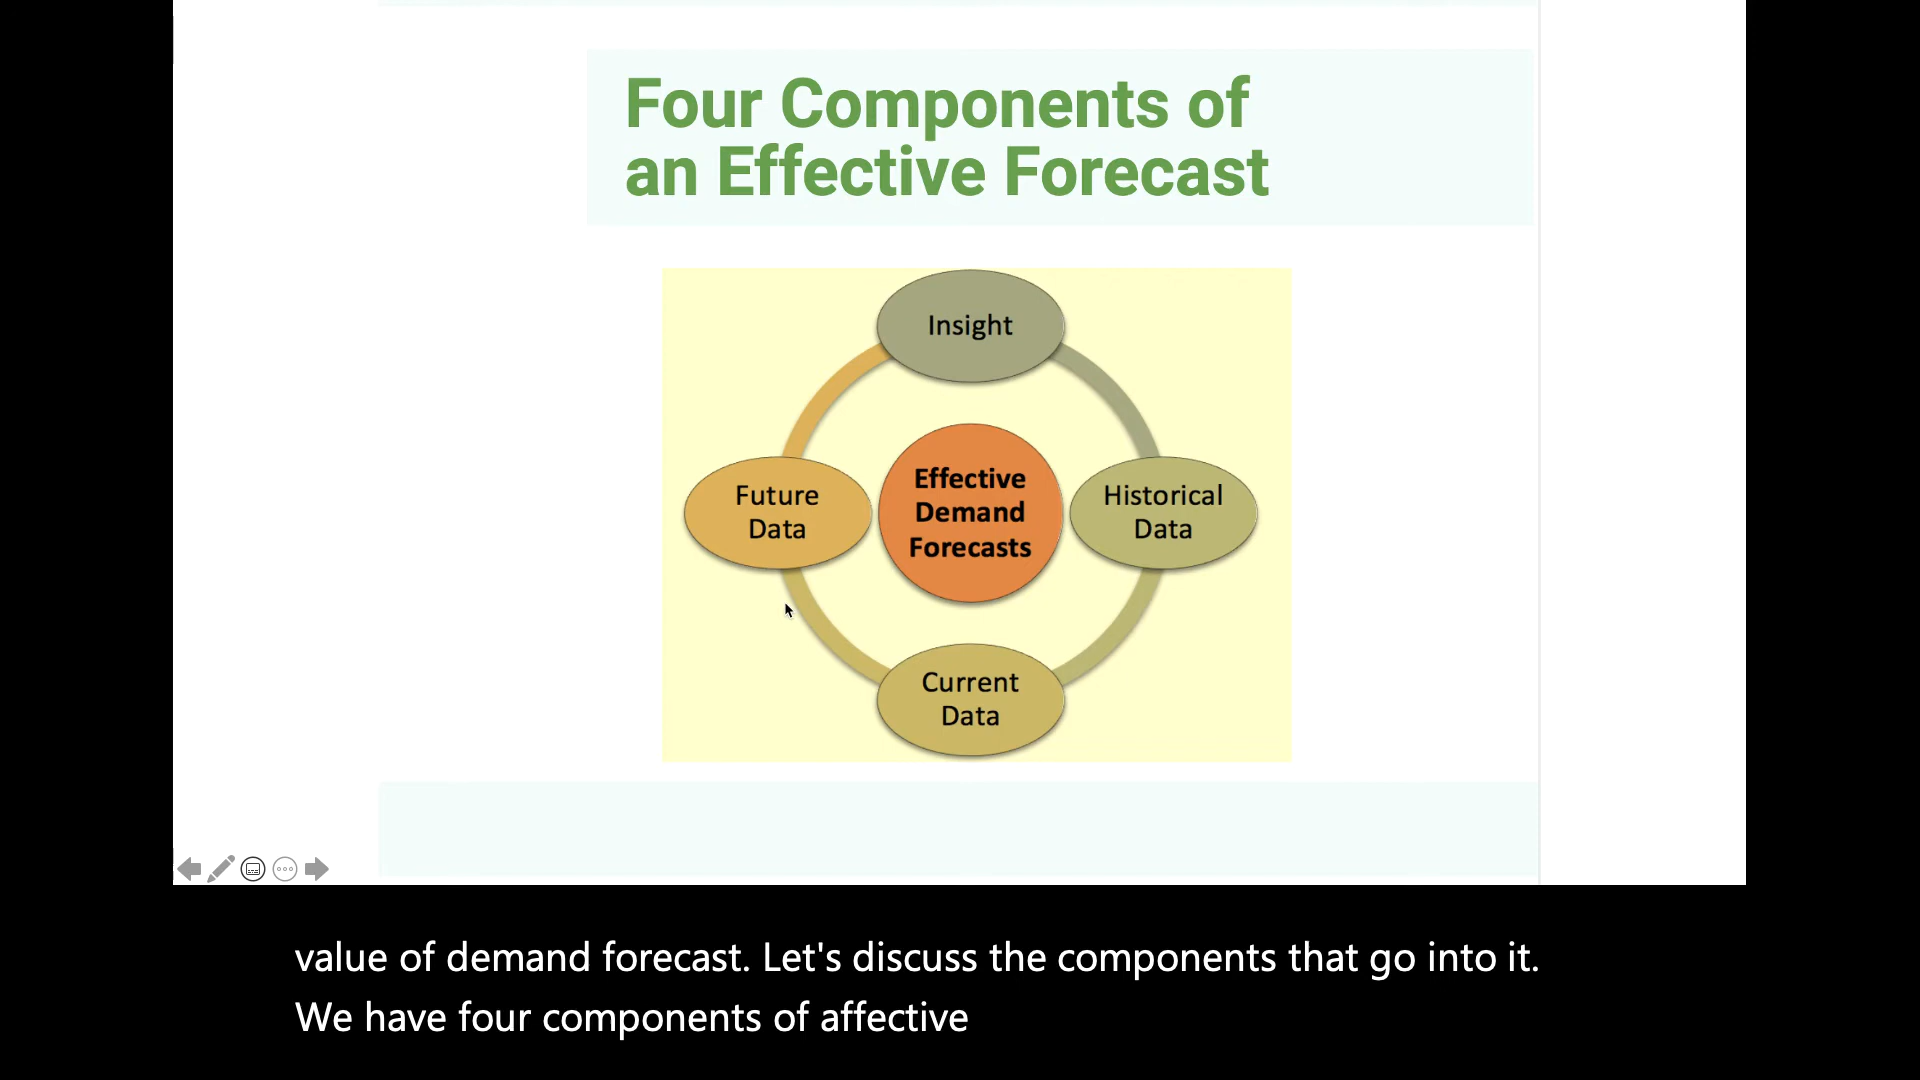 Four Components of
an Effective Forecast
Insight
Future
Data
Effective
Demand
Forecasts
Historical
Data
Current
Data
value of demand forecast. Let's discuss the components that go into it.
We have four components of affective